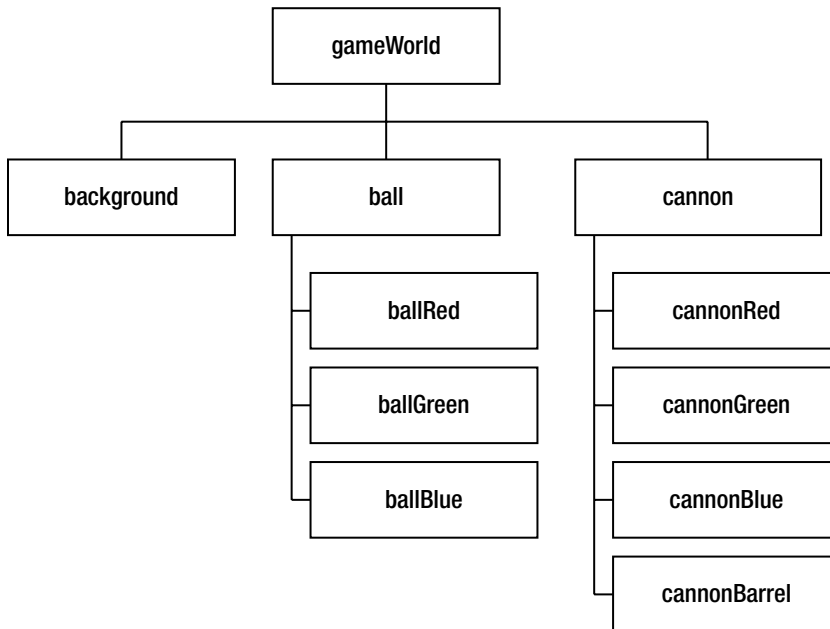 gameWorld
background
ball
cannon
ballRed
cannonRed
ballGreen
cannonGreen
ballBlue
cannonBlue
cannonBarrel